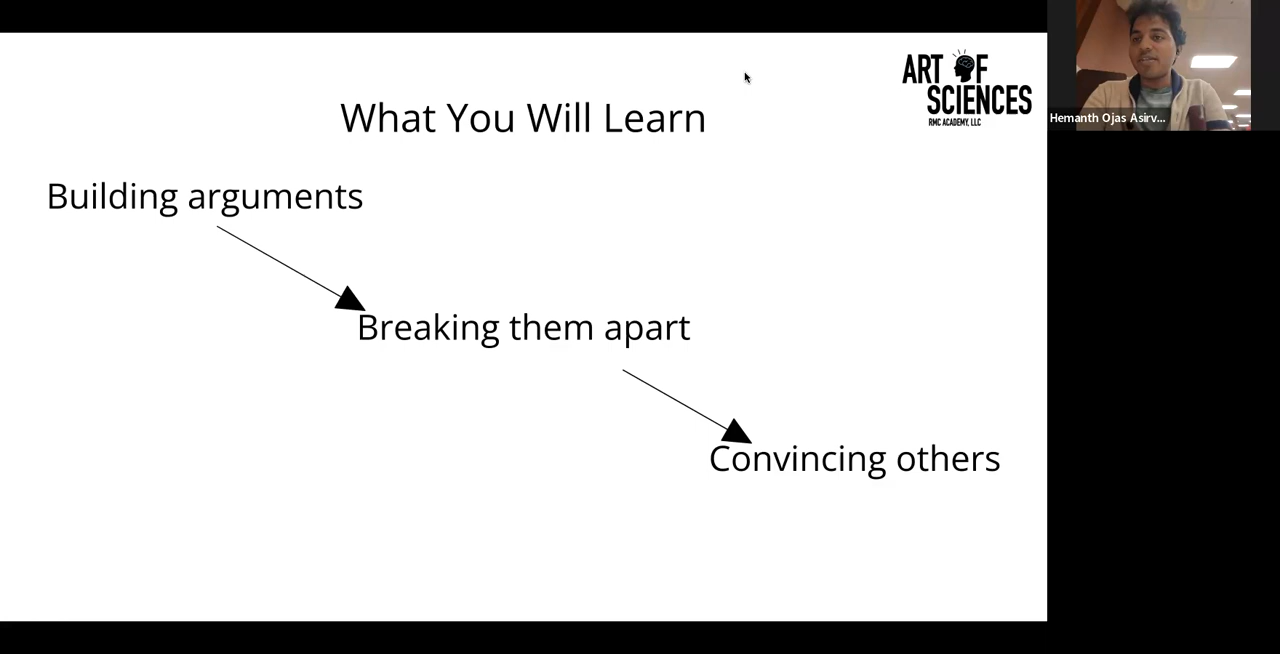 ART OF
SCIENCES
RMC ACADEMY, LLC
Hemanth Ojas Asirv...
What You Will Learn
Building arguments
Breaking them apart
Convincing others